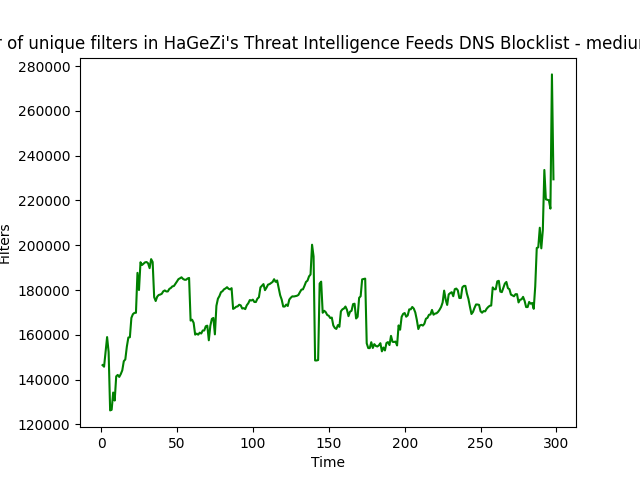 r of unique filters in HaGeZi's Threat Intelligence Feeds DNS Blocklist - medium
280000
260000
240000
220000
200000
180000
160000
140000
120000
Filters
0 50 100 150 200 250 300
Time